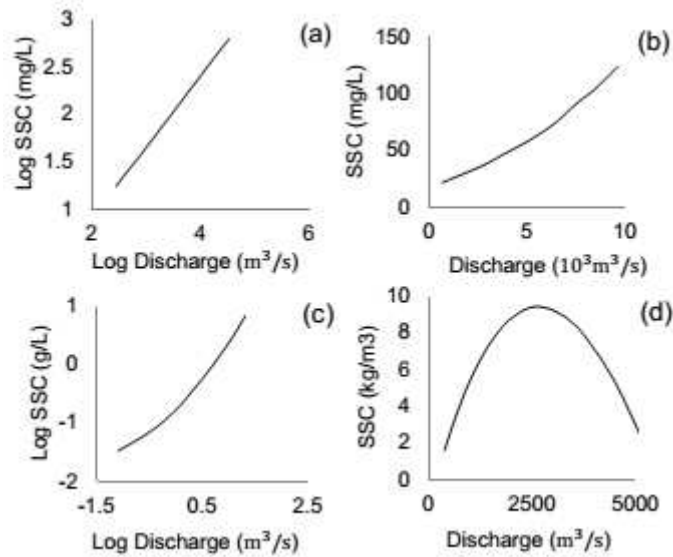 (a)
Log SSC (mg/L)
3
2.5
2
1.5
1
2 4 6
Log Discharge (m³/s)
(b)
SSC (mg/L)
150
100
50
0
0 5 10
Discharge (10³m³/s)
(c)
Log SSC (g/L)
1
0
-1
-2
-1.5 0.5 2.5
Log Discharge (m³/s)
(d)
SSC (kg/m3)
10
8
6
4
2
0
0 2500 5000
Discharge (m³/s)